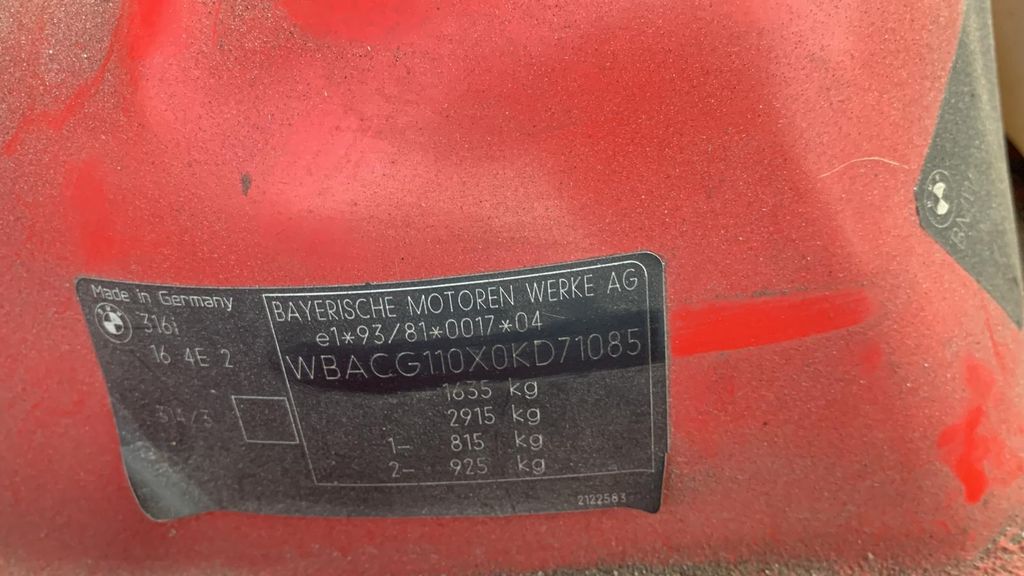 Made in Germany
316i
16 4E 2
BAYERISCHE MOTOREN WERKE AG
e1*93/81*0017*04
WBACG110X0KD71085
1635 kg
2915 kg
1– 815 kg
2– 925 kg
2122583